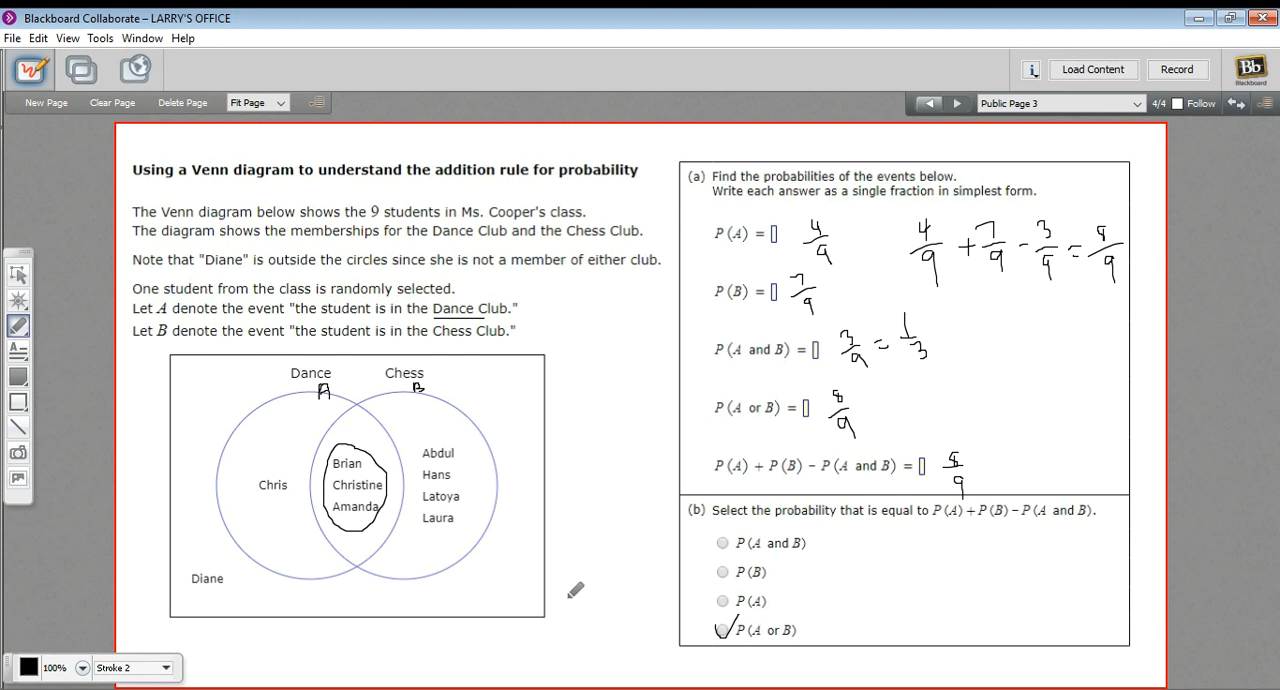 Blackboard Collaborate – LARRY'S OFFICE
File Edit View Tools Window Help
i Load Content Record Bb Blackboard
New Page Clear Page Delete Page Fit Page Public Page 3 4/4 Follow
Using a Venn diagram to understand the addition rule for probability
The Venn diagram below shows the 9 students in Ms. Cooper's class.
The diagram shows the memberships for the Dance Club and the Chess Club.
Note that "Diane" is outside the circles since she is not a member of either club.
One student from the class is randomly selected.
Let A denote the event "the student is in the Dance Club."
Let B denote the event "the student is in the Chess Club."
Dance Chess
A B
Brian
Christine
Amanda
Chris
Abdul
Hans
Latoya
Laura
Diane
(a) Find the probabilities of the events below.
Write each answer as a single fraction in simplest form.
P(A) = 4/9 4/9 + 7/9 - 3/9 = 8/9
P(B) = 7/9
P(A and B) = 3/9 = 1/3
P(A or B) = 8/9
P(A) + P(B) − P(A and B) = 8/9
(b) Select the probability that is equal to P(A) + P(B) − P(A and B).
P(A and B)
P(B)
P(A)
P(A or B)
100% Stroke 2